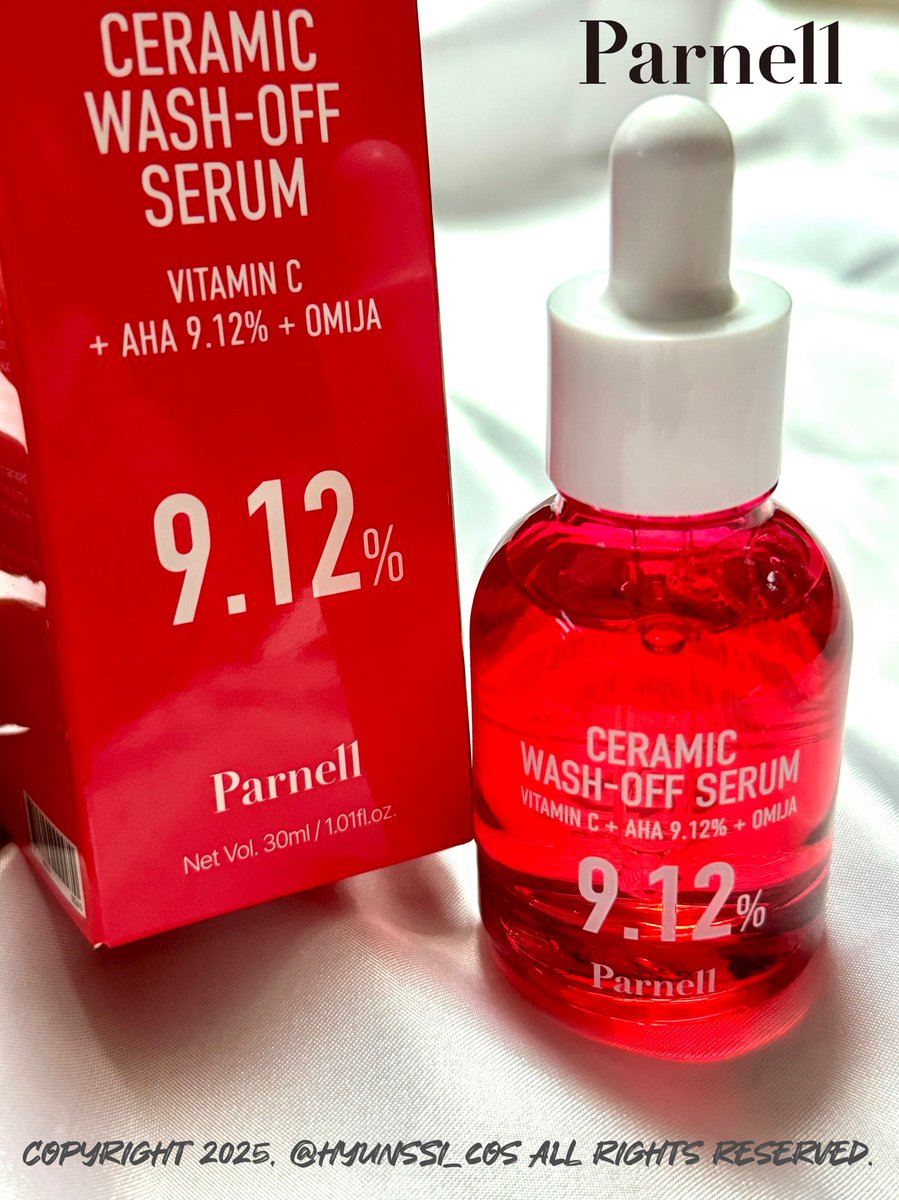 Parnell
CERAMIC
WASH-OFF
SERUM
VITAMIN C
+ AHA 9.12% + OMIJA
9.12%
Parnell
Net Vol. 30ml / 1.01fl.oz.
CERAMIC
WASH-OFF SERUM
VITAMIN C + AHA 9.12% + OMIJA
9.12%
Parnell
COPYRIGHT 2025. @HYUNSSI_COS ALL RIGHTS RESERVED.